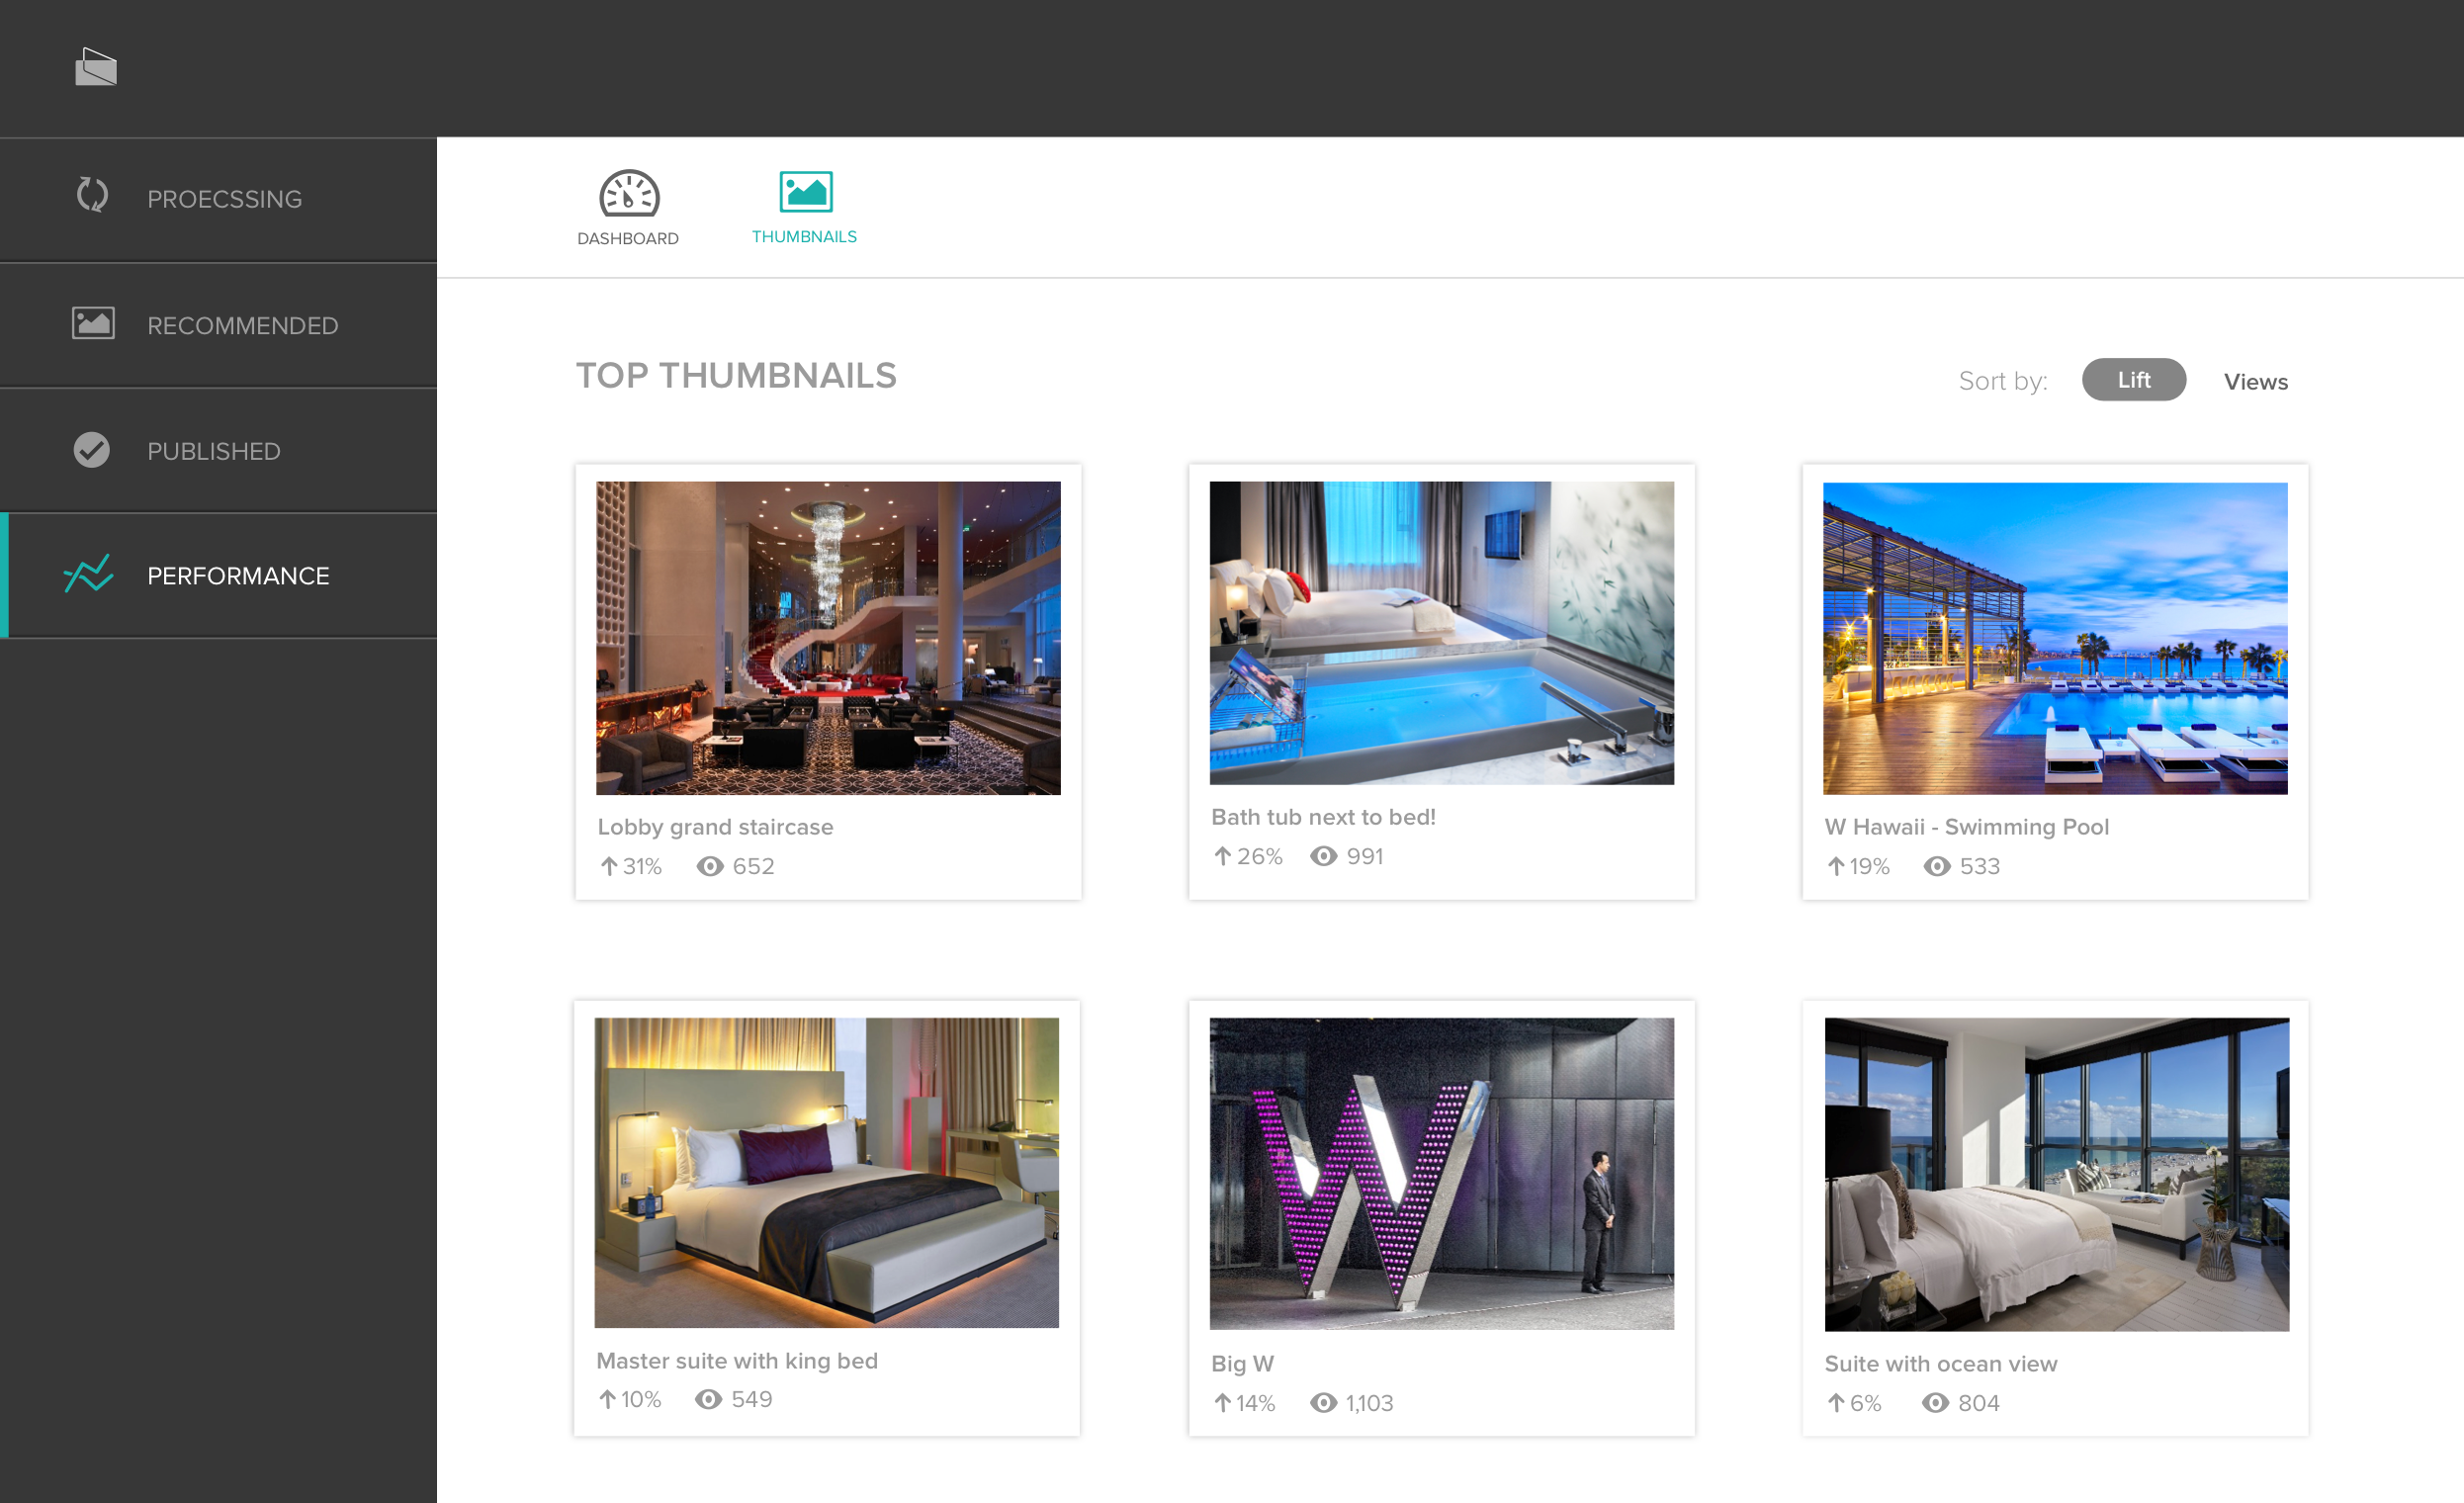 PROECSSING
RECOMMENDED
PUBLISHED
PERFORMANCE
DASHBOARD
THUMBNAILS
TOP THUMBNAILS
Sort by: Lift Views
Lobby grand staircase
31% 652
Bath tub next to bed!
26% 991
W Hawaii - Swimming Pool
19% 533
Master suite with king bed
10% 549
W
Big W
14% 1,103
Suite with ocean view
6% 804